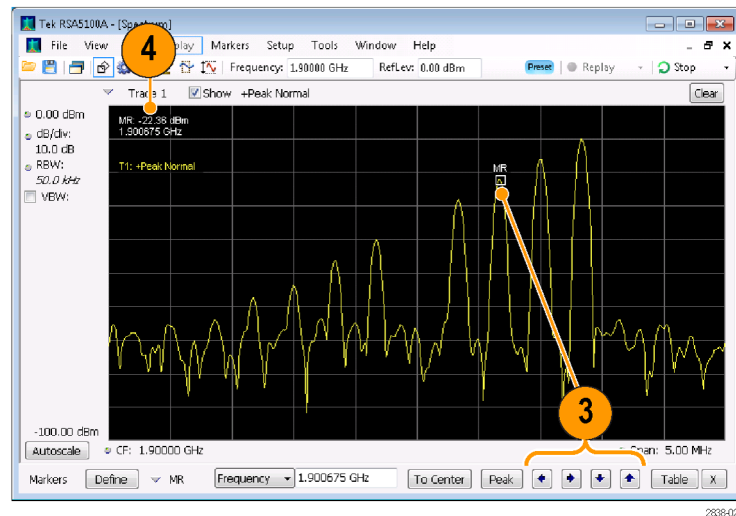 Tek RSA5100A - [Spectrum]
File View play Markers Setup Tools Window Help
Frequency: 1.90000 GHz RefLev: 0.00 dBm Preset Replay Stop
4
Trace 1 Show +Peak Normal Clear
0.00 dBm
dB/div:
10.0 dB
RBW:
50.0 kHz
VBW:
MR: -22.36 dBm
1.900675 GHz
T1: +Peak Normal
MR
3
-100.00 dBm
Autoscale CF: 1.90000 GHz Span: 5.00 MHz
Markers Define MR Frequency 1.900675 GHz To Center Peak Table X
2838-02